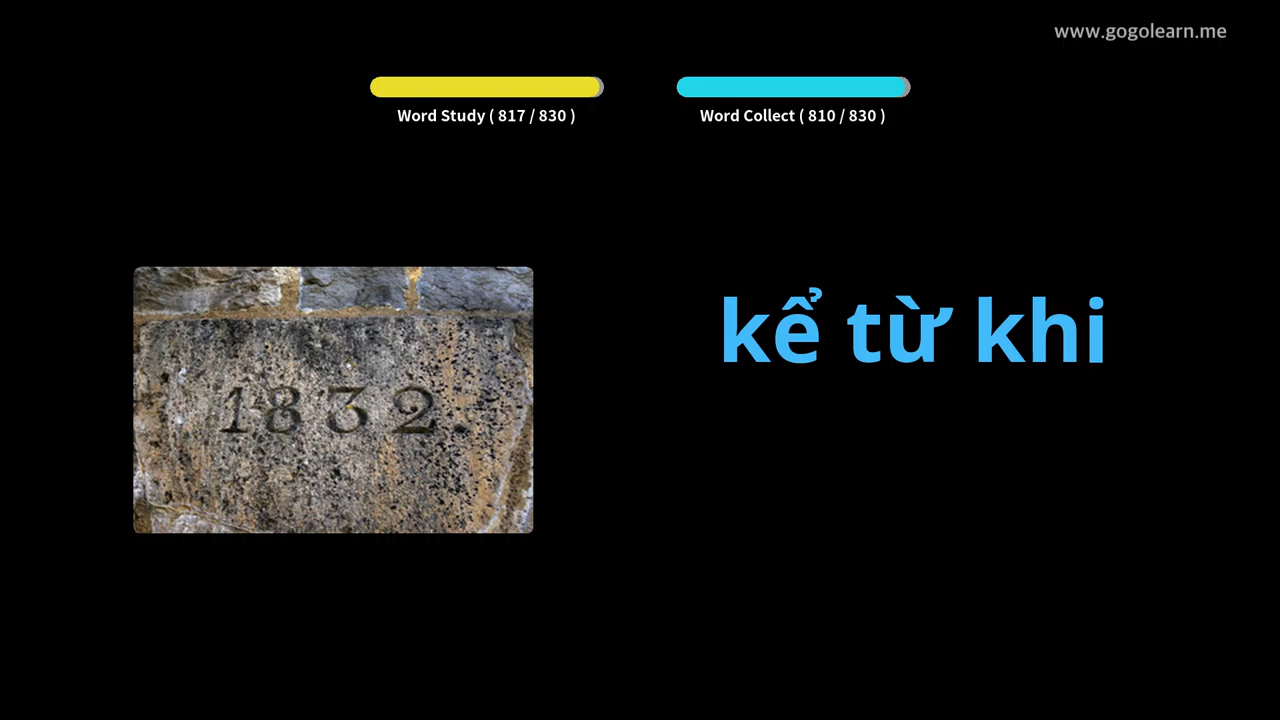 www.gogolearn.me
Word Study ( 817 / 830 )
Word Collect ( 810 / 830 )
kể từ khi
1832.